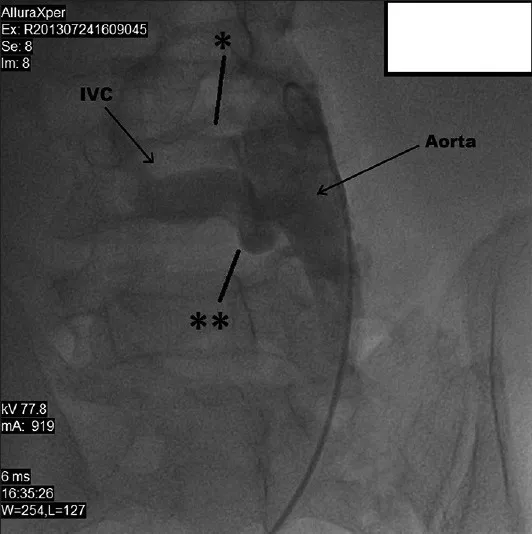 AlluraXper
Ex: R201307241609045
Se: 8
Im: 8
*
IVC
Aorta
**
kV 77.8
mA: 919
6 ms
16:35:26
W=254,L=127